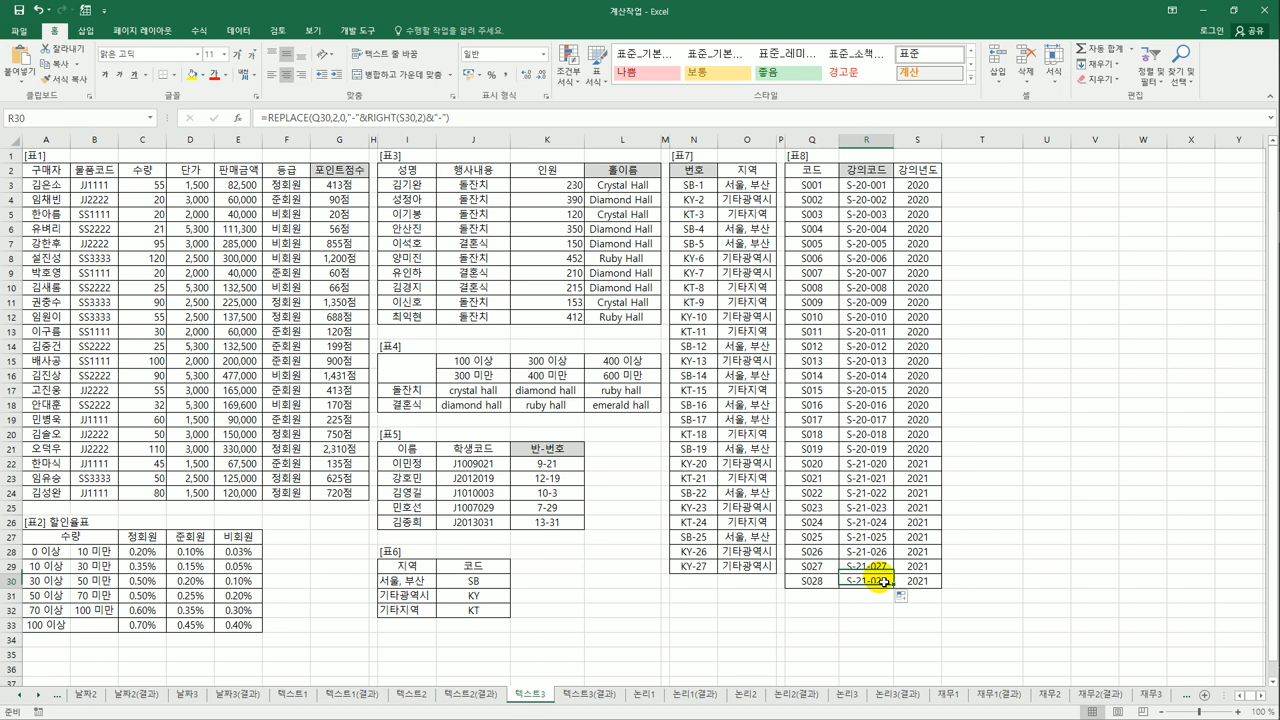 계산작업 - Excel
파일 홈 삽입 페이지 레이아웃 수식 데이터 검토 보기 개발 도구 수행할 작업을 알려 주세요. 로그인 공유
붙여넣기 잘라내기 복사 서식 복사 클립보드
맑은 고딕 11 가 가 가 글꼴
텍스트 줄 바꿈 병합하고 가운데 맞춤 맞춤
일반 표시 형식
조건부 서식 표 서식 표준_기본... 표준_기본... 표준_레미... 표준_소책... 표준
나쁨 보통 좋음 경고문 계산 스타일
삽입 삭제 서식 셀
자동 합계 채우기 지우기 정렬 및 필터 찾기 및 선택 편집
R30 =REPLACE(Q30,2,0,"-"&RIGHT(S30,2)&"-")
A B C D E F G H I J K L M N O P Q R S T U V W X Y
1 [표1] [표3] [표7] [표8]
2 구매자 물품코드 수량 단가 판매금액 등급 포인트점수 성명 행사내용 인원 홀이름 번호 지역 코드 강의코드 강의년도
3 김은소 JJ1111 55 1,500 82,500 정회원 413점 김기완 돌잔치 230 Crystal Hall SB-1 서울, 부산 S001 S-20-001 2020
4 임채빈 JJ2222 20 3,000 60,000 준회원 90점 성정아 돌잔치 390 Diamond Hall KY-2 기타광역시 S002 S-20-002 2020
5 한아름 SS1111 20 2,000 40,000 비회원 20점 이기봉 돌잔치 120 Crystal Hall KT-3 기타지역 S003 S-20-003 2020
6 유벼리 SS2222 21 5,300 111,300 비회원 56점 안산진 돌잔치 350 Diamond Hall SB-4 서울, 부산 S004 S-20-004 2020
7 강한후 JJ2222 95 3,000 285,000 정회원 855점 이석호 결혼식 150 Diamond Hall SB-5 서울, 부산 S005 S-20-005 2020
8 설진성 SS3333 120 2,500 300,000 비회원 1,200점 양미진 결혼식 452 Ruby Hall KY-6 기타광역시 S006 S-20-006 2020
9 박호영 SS1111 20 2,000 40,000 준회원 60점 유인하 결혼식 210 Diamond Hall KY-7 기타광역시 S007 S-20-007 2020
10 김새롬 SS2222 25 5,300 132,500 비회원 66점 김경지 결혼식 215 Diamond Hall KT-8 기타지역 S008 S-20-008 2020
11 권충수 SS3333 90 2,500 225,000 정회원 1,350점 이신호 돌잔치 153 Crystal Hall KT-9 기타지역 S009 S-20-009 2020
12 임원이 SS3333 55 2,500 137,500 준회원 688점 최익현 돌잔치 412 Ruby Hall KY-10 기타광역시 S010 S-20-010 2020
13 이구름 SS1111 30 2,000 60,000 준회원 120점 KT-11 기타지역 S011 S-20-011 2020
14 김중건 SS2222 25 5,300 132,500 준회원 199점 [표4] SB-12 서울, 부산 S012 S-20-012 2020
15 배사공 SS1111 100 2,000 200,000 준회원 900점 100 이상 300 이상 400 이상 KY-13 기타광역시 S013 S-20-013 2020
16 김진상 SS2222 90 5,300 477,000 비회원 1,431점 300 미만 400 미만 600 미만 SB-14 서울, 부산 S014 S-20-014 2020
17 고진웅 JJ2222 55 3,000 165,000 준회원 413점 돌잔치 crystal hall diamond hall ruby hall KT-15 기타지역 S015 S-20-015 2020
18 안대훈 SS2222 32 5,300 169,600 비회원 170점 결혼식 diamond hall ruby hall emerald hall SB-16 서울, 부산 S016 S-20-016 2020
19 민병욱 JJ1111 60 1,500 90,000 준회원 225점 SB-17 서울, 부산 S017 S-20-017 2020
20 김솔오 JJ2222 50 3,000 150,000 정회원 750점 [표5] KT-18 기타지역 S018 S-20-018 2020
21 오덕우 JJ2222 110 3,000 330,000 정회원 2,310점 이름 학생코드 반-번호 SB-19 서울, 부산 S019 S-20-019 2020
22 한마식 JJ1111 45 1,500 67,500 준회원 135점 이민정 J1009021 9-21 KY-20 기타광역시 S020 S-21-020 2021
23 임유승 SS3333 50 2,500 125,000 정회원 625점 강호민 J2012019 12-19 KT-21 기타지역 S021 S-21-021 2021
24 김성완 JJ1111 80 1,500 120,000 정회원 720점 김영길 J1010003 10-3 SB-22 서울, 부산 S022 S-21-022 2021
25 민호선 J1007029 7-29 KY-23 기타광역시 S023 S-21-023 2021
26 [표2] 할인율표 김종희 J2013031 13-31 KT-24 기타지역 S024 S-21-024 2021
27 수량 정회원 준회원 비회원 SB-25 서울, 부산 S025 S-21-025 2021
28 0 이상 10 미만 0.20% 0.10% 0.03% [표6] KY-26 기타광역시 S026 S-21-026 2021
29 10 이상 30 미만 0.35% 0.15% 0.05% 지역 코드 KY-27 기타광역시 S027 S-21-027 2021
30 30 이상 50 미만 0.50% 0.20% 0.10% 서울, 부산 SB S028 2021
31 50 이상 70 미만 0.50% 0.25% 0.20% 기타광역시 KY
32 70 이상 100 미만 0.60% 0.35% 0.30% 기타지역 KT
33 100 이상 0.70% 0.45% 0.40%
34
35
36
37
... 날짜2 날짜2(결과) 날짜3 날짜3(결과) 텍스트1 텍스트1(결과) 텍스트2 텍스트2(결과) 텍스트3 텍스트3(결과) 논리1 논리1(결과) 논리2 논리2(결과) 논리3 논리3(결과) 재무1 재무1(결과) 재무2 재무2(결과) 재무3 ...
준비 100 %